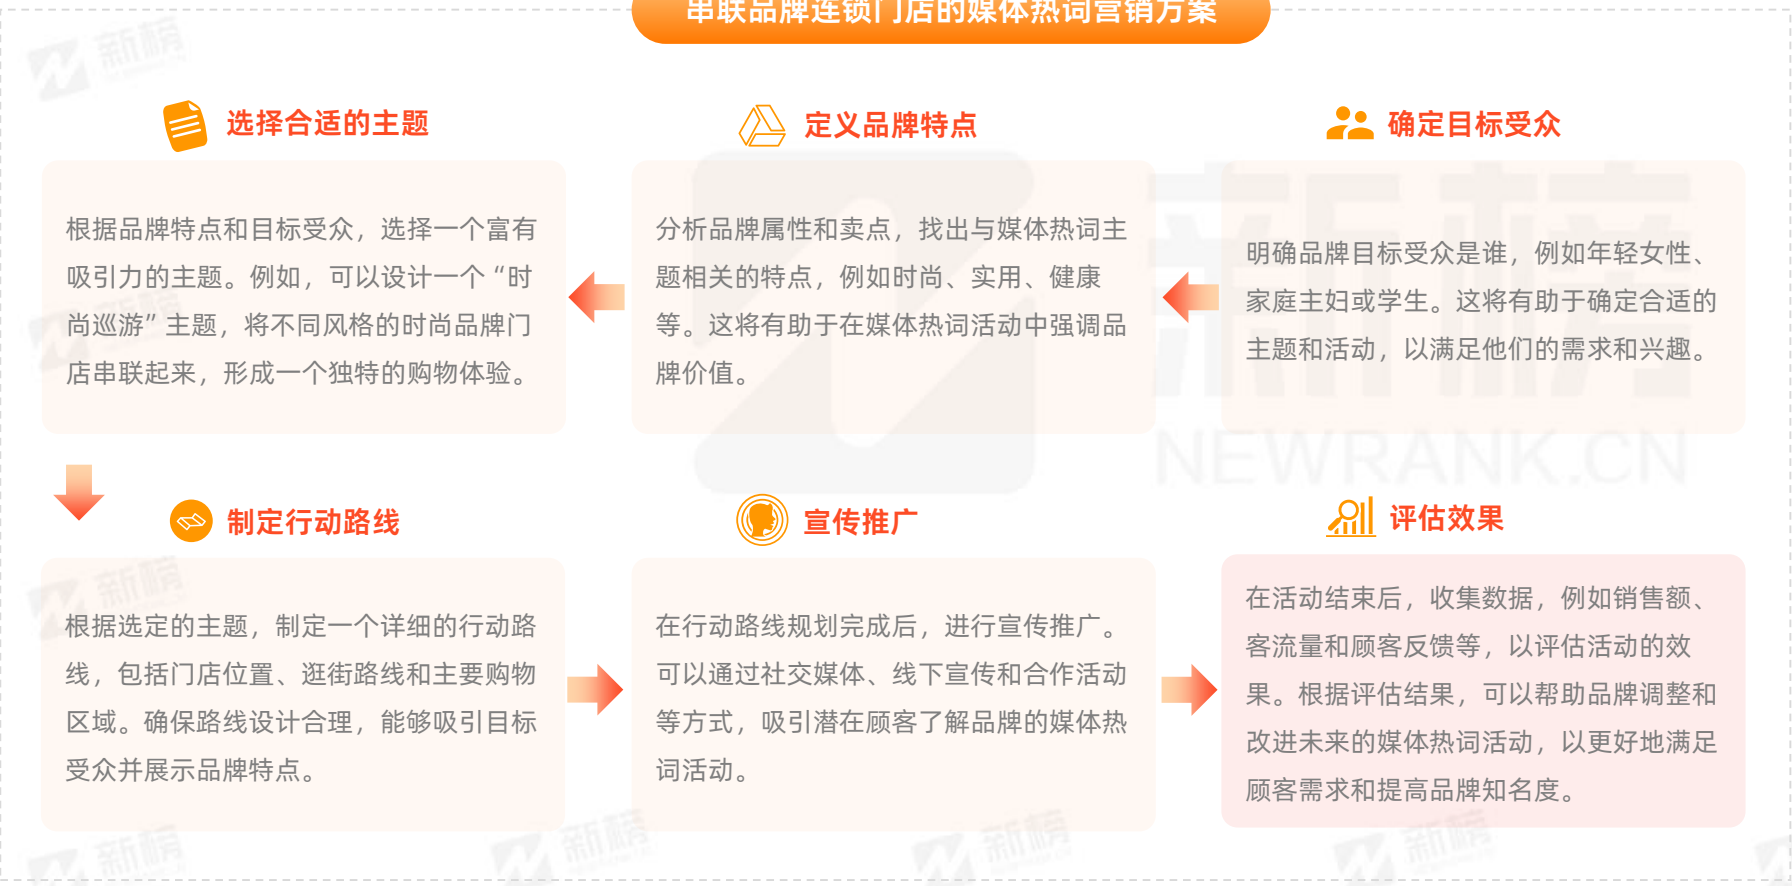 串联品牌连锁门店的媒体热词营销方案
选择合适的主题
根据品牌特点和目标受众，选择一个富有
吸引力的主题。例如，可以设计一个“时
尚巡游”主题，将不同风格的时尚品牌门
店串联起来，形成一个独特的购物体验。
定义品牌特点
分析品牌属性和卖点，找出与媒体热词主
题相关的特点，例如时尚、实用、健康
等。这将有助于在媒体热词活动中强调品
牌价值。
确定目标受众
明确品牌目标受众是谁，例如年轻女性、
家庭主妇或学生。这将有助于确定合适的
主题和活动，以满足他们的需求和兴趣。
制定行动路线
根据选定的主题，制定一个详细的行动路
线，包括门店位置、逛街路线和主要购物
区域。确保路线设计合理，能够吸引目标
受众并展示品牌特点。
宣传推广
在行动路线规划完成后，进行宣传推广。
可以通过社交媒体、线下宣传和合作活动
等方式，吸引潜在顾客了解品牌的媒体热
词活动。
评估效果
在活动结束后，收集数据，例如销售额、
客流量和顾客反馈等，以评估活动的效
果。根据评估结果，可以帮助品牌调整和
改进未来的媒体热词活动，以更好地满足
顾客需求和提高品牌知名度。
新榜
NEWRANK.CN
新榜
新榜
新榜
新榜
新榜
新榜